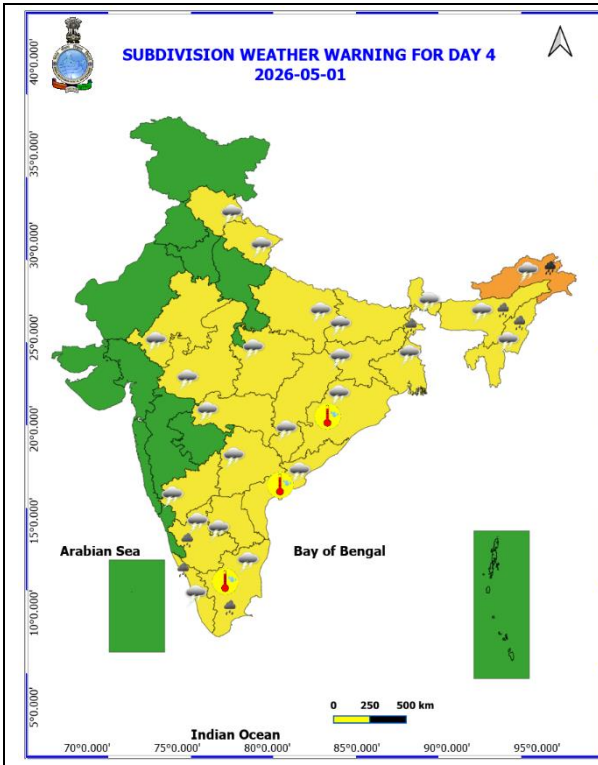 SUBDIVISION WEATHER WARNING FOR DAY 4
2026-05-01
40°0.000'
35°0.000'
30°0.000'
25°0.000'
20°0.000'
15°0.000'
10°0.000'
5°0.000'
Arabian Sea
Bay of Bengal
0 250 500 km
Indian Ocean
70°0.000' 75°0.000' 80°0.000' 85°0.000' 90°0.000' 95°0.000'